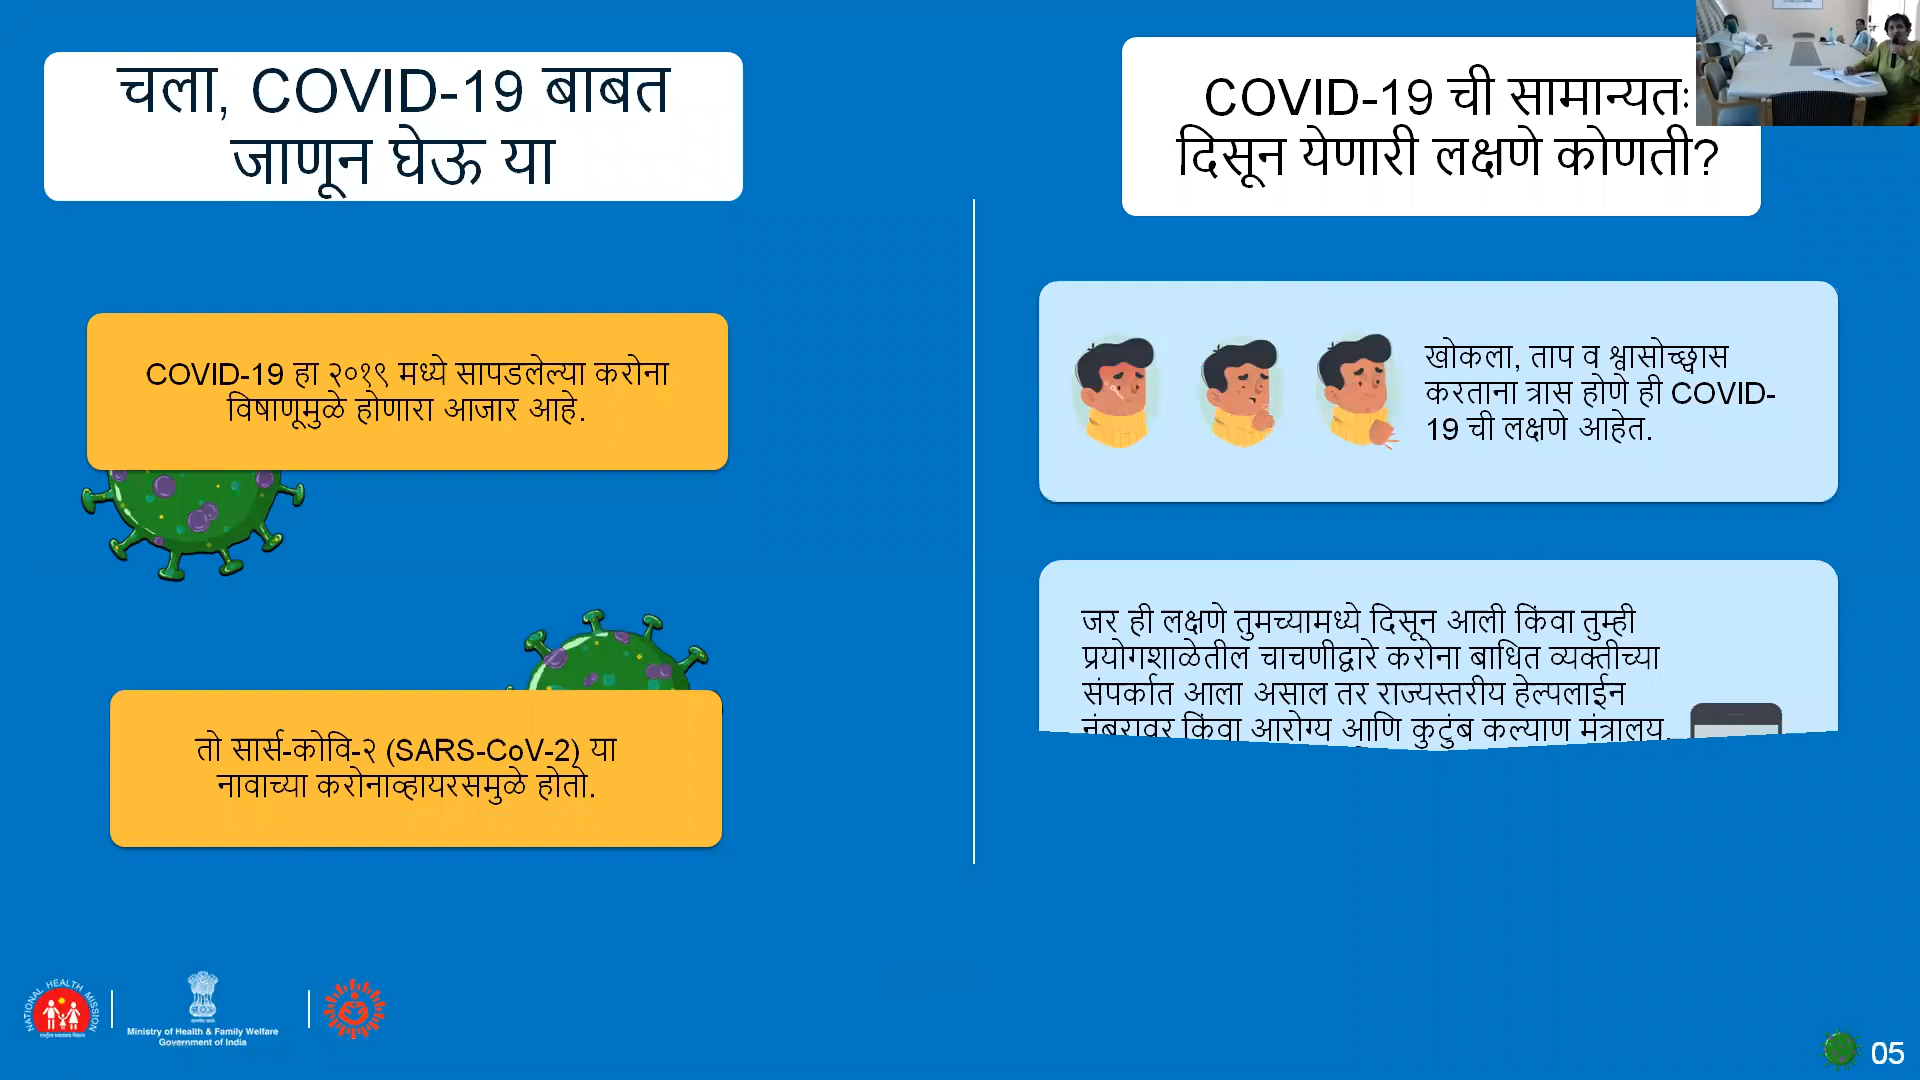 चला, COVID-19 बाबत
जाणून घेऊ या
COVID-19 हा २०१९ मध्ये सापडलेल्या करोना
विषाणूमुळे होणारा आजार आहे.
तो सार्स-कोवि-२ (SARS-CoV-2) या
नावाच्या करोनाव्हायरसमुळे होतो.
COVID-19 ची सामान्यतः
दिसून येणारी लक्षणे कोणती?
खोकला, ताप व श्वासोच्छ्वास
करताना त्रास होणे ही COVID-
19 ची लक्षणे आहेत.
जर ही लक्षणे तुमच्यामध्ये दिसून आली किंवा तुम्ही
प्रयोगशाळेतील चाचणीद्वारे करोना बाधित व्यक्तीच्या
संपर्कात आला असाल तर राज्यस्तरीय हेल्पलाईन
नंबरावर किंवा आरोग्य आणि कुटुंब कल्याण मंत्रालय,
NATIONAL HEALTH MISSION
Ministry of Health & Family Welfare
Government of India
05